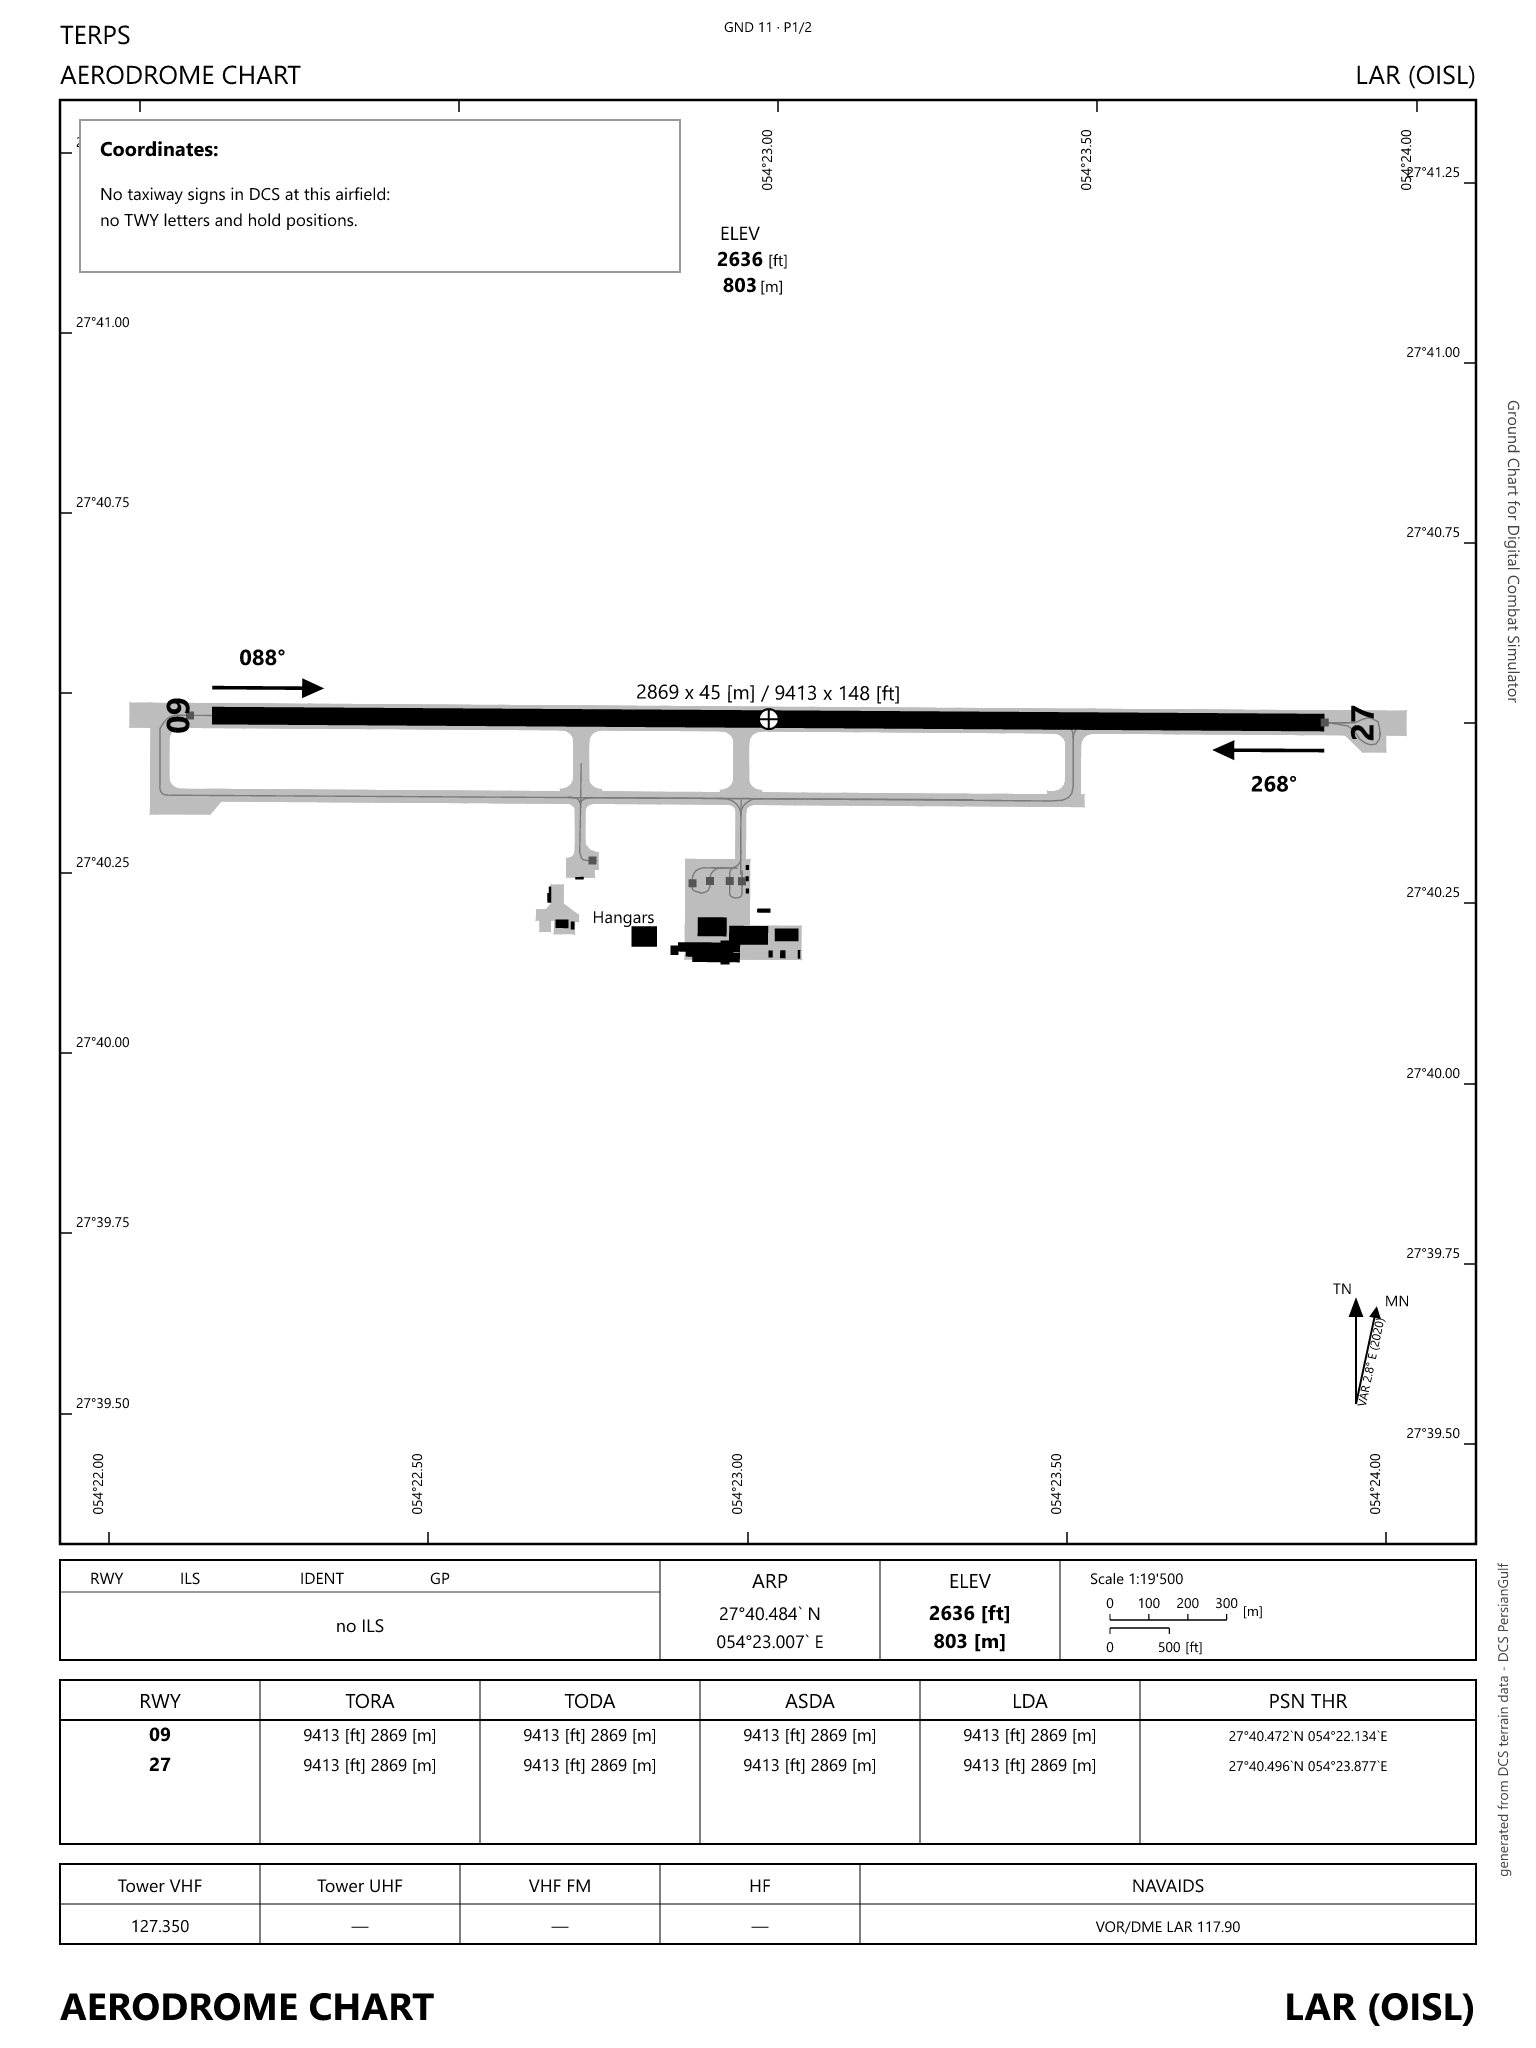 GND 11 · P1/2
TERPS
AERODROME CHART
LAR (OISL)
Coordinates:
No taxiway signs in DCS at this airfield:
no TWY letters and hold positions.
054°23.00
054°23.50
054°24.00
27°41.25
ELEV
2636 [ft]
803 [m]
27°41.00
27°41.00
27°40.75
27°40.75
088°
2869 x 45 [m] / 9413 x 148 [ft]
09
27
268°
27°40.25
27°40.25
Hangars
27°40.00
27°40.00
27°39.75
27°39.75
TN
MN
VAR 2.8° E (2020)
27°39.50
27°39.50
054°22.00
054°22.50
054°23.00
054°23.50
054°24.00
Ground Chart for Digital Combat Simulator
RWY ILS IDENT GP
no ILS
ARP
27°40.484` N
054°23.007` E
ELEV
2636 [ft]
803 [m]
Scale 1:19'500
0 100 200 300 [m]
0 500 [ft]
RWY TORA TODA ASDA LDA PSN THR
09 9413 [ft] 2869 [m] 9413 [ft] 2869 [m] 9413 [ft] 2869 [m] 9413 [ft] 2869 [m] 27°40.472`N 054°22.134`E
27 9413 [ft] 2869 [m] 9413 [ft] 2869 [m] 9413 [ft] 2869 [m] 9413 [ft] 2869 [m] 27°40.496`N 054°23.877`E
generated from DCS terrain data - DCS PersianGulf
Tower VHF Tower UHF VHF FM HF NAVAIDS
127.350 — — — VOR/DME LAR 117.90
AERODROME CHART
LAR (OISL)